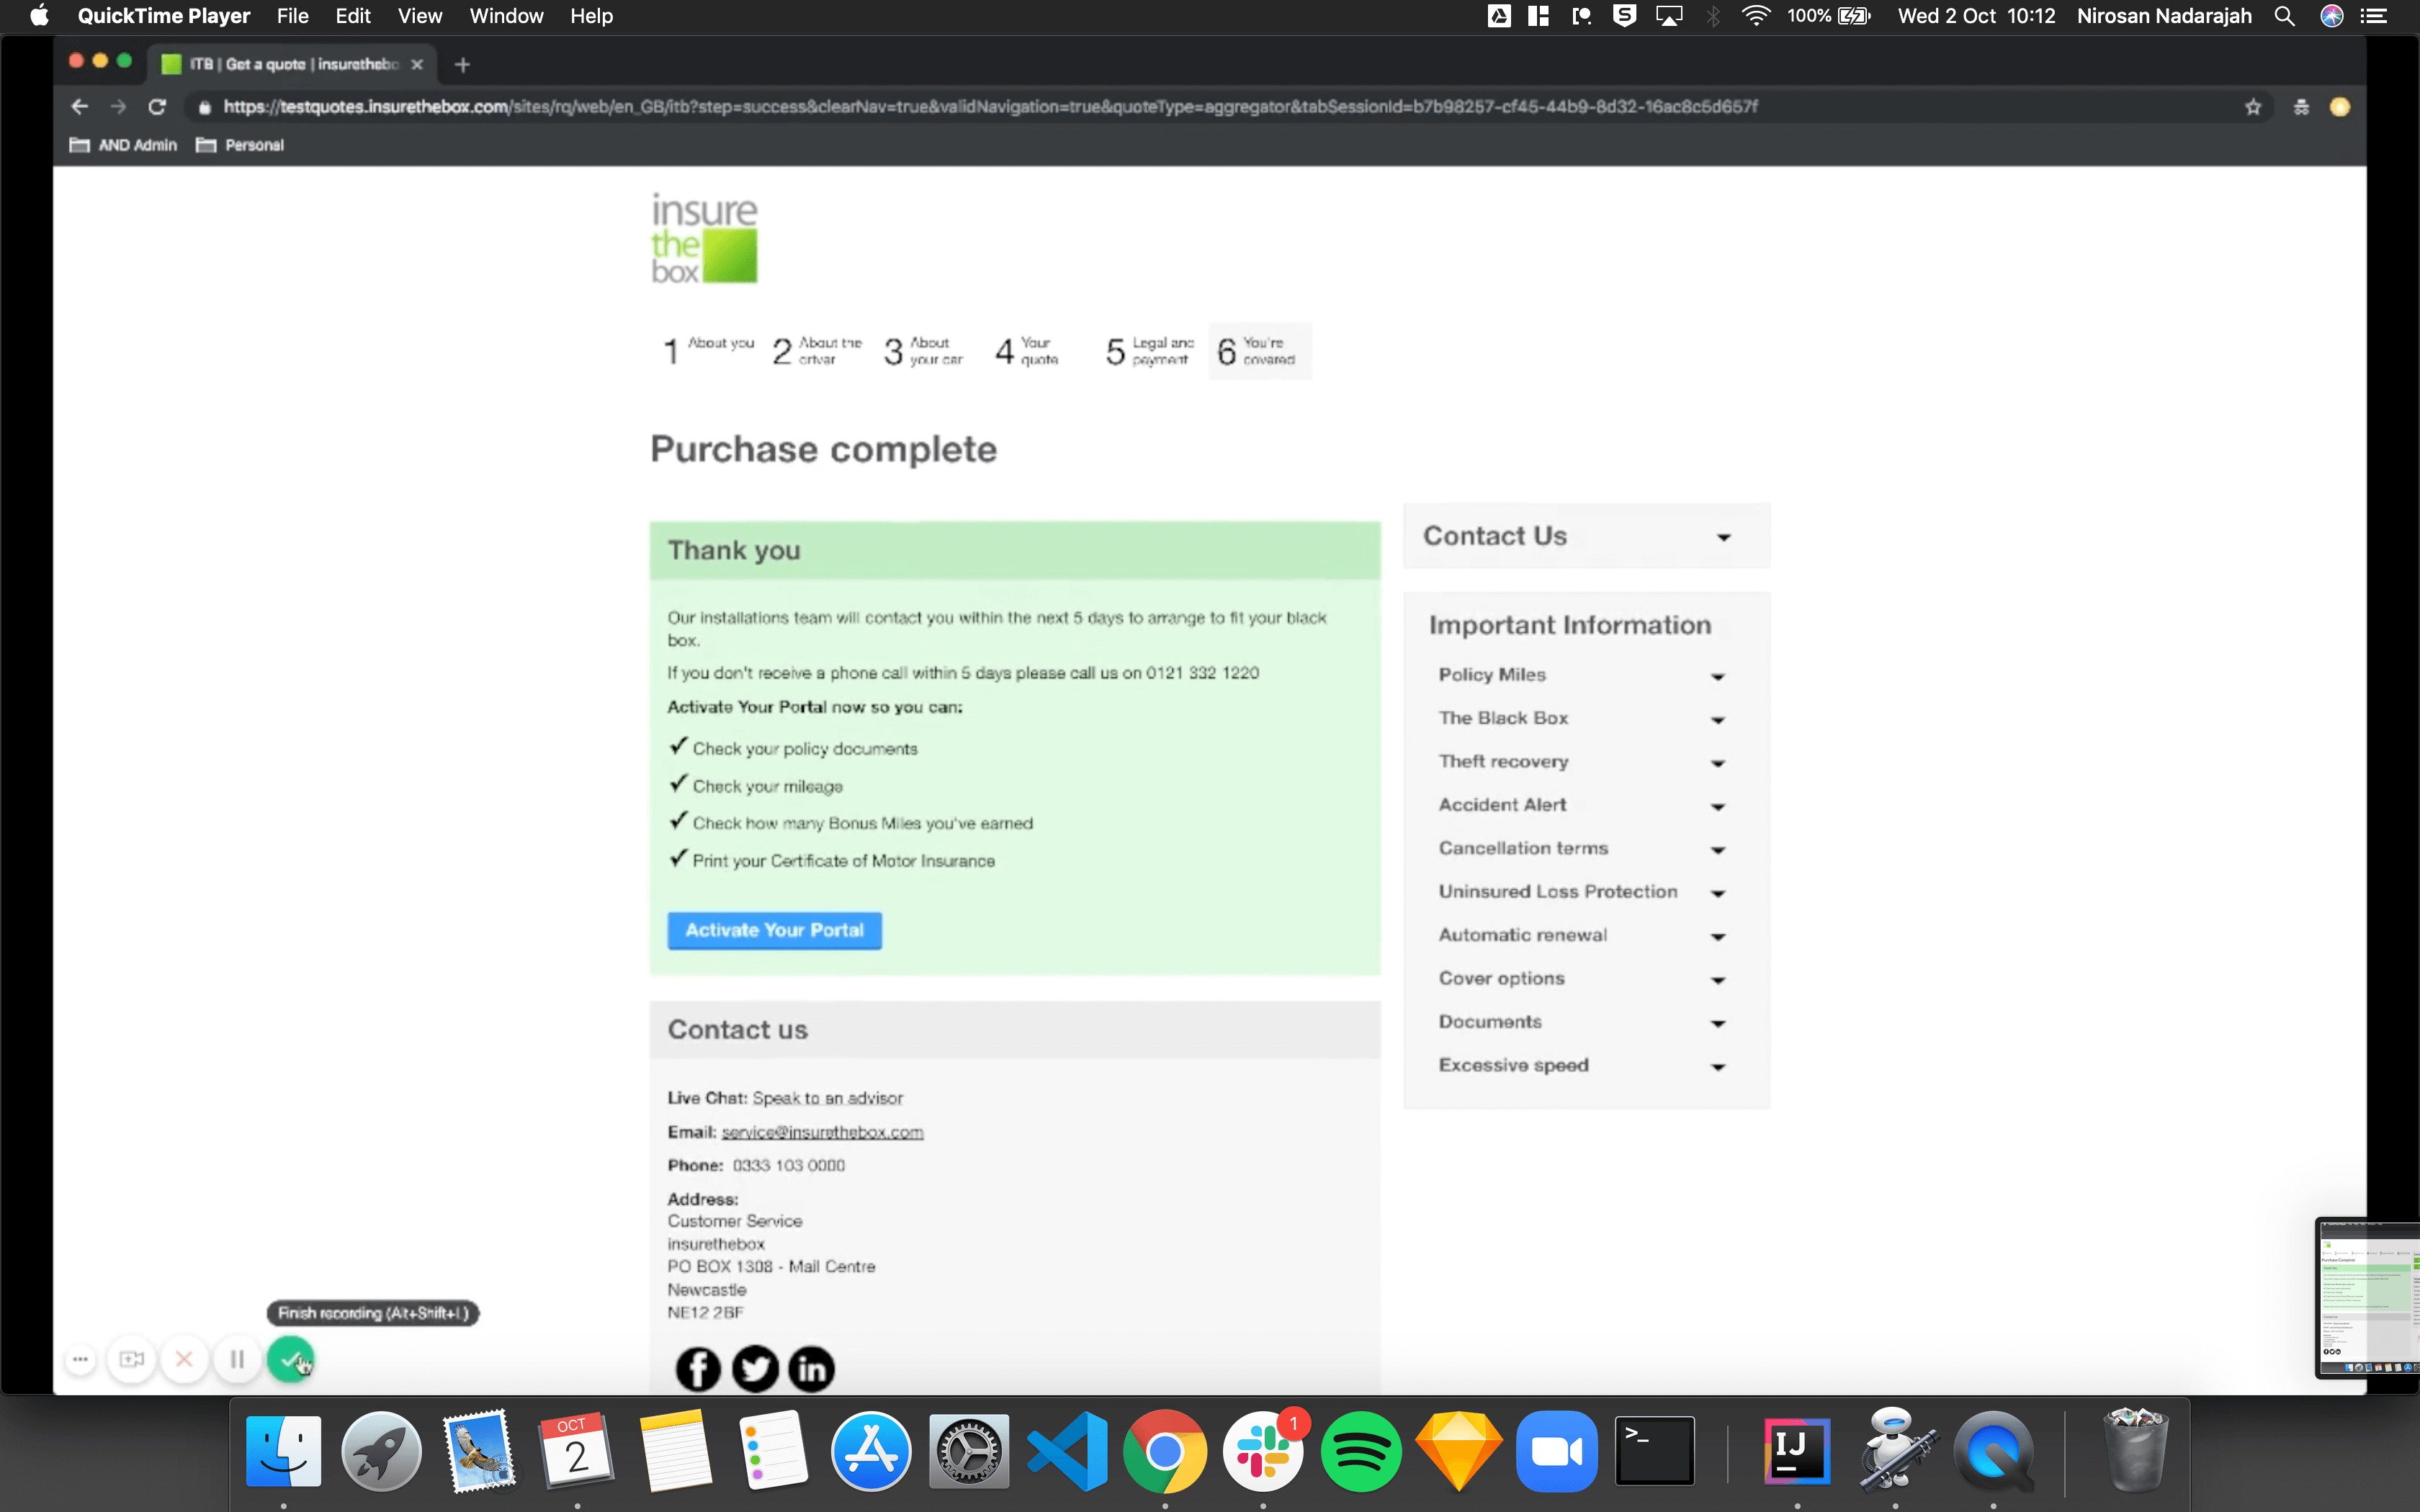 QuickTime Player File Edit View Window Help 100% Wed 2 Oct 10:12 Nirosan Nadarajah
ITB | Get a quote | insurethebo
https://testquotes.insurethebox.com/sites/rq/web/en_GB/itb?step=success&clearNav=true&validNavigation=true&quoteType=aggregator&tabSessionId=b7b98257-cf45-44b9-8d32-16ac8c5d657f
AND Admin Personal
insure
the
box
1 About you
2 About the driver
3 About your car
4 Your quote
5 Legal and payment
6 You're covered
Purchase complete
Thank you
Our installations team will contact you within the next 5 days to arrange to fit your black
box.
If you don't receive a phone call within 5 days please call us on 0121 332 1220
Activate Your Portal now so you can:
Check your policy documents
Check your mileage
Check how many Bonus Miles you've earned
Print your Certificate of Motor Insurance
Activate Your Portal
Contact us
Live Chat: Speak to an advisor
Email: service@insurethebox.com
Phone: 0333 103 0000
Address:
Customer Service
insurethebox
PO BOX 1308 - Mail Centre
Newcastle
NE12 2BF
Contact Us
Important Information
Policy Miles
The Black Box
Theft recovery
Accident Alert
Cancellation terms
Uninsured Loss Protection
Automatic renewal
Cover options
Documents
Excessive speed
Finish recording (Alt+Shift+L)
OCT
2
1
IJ